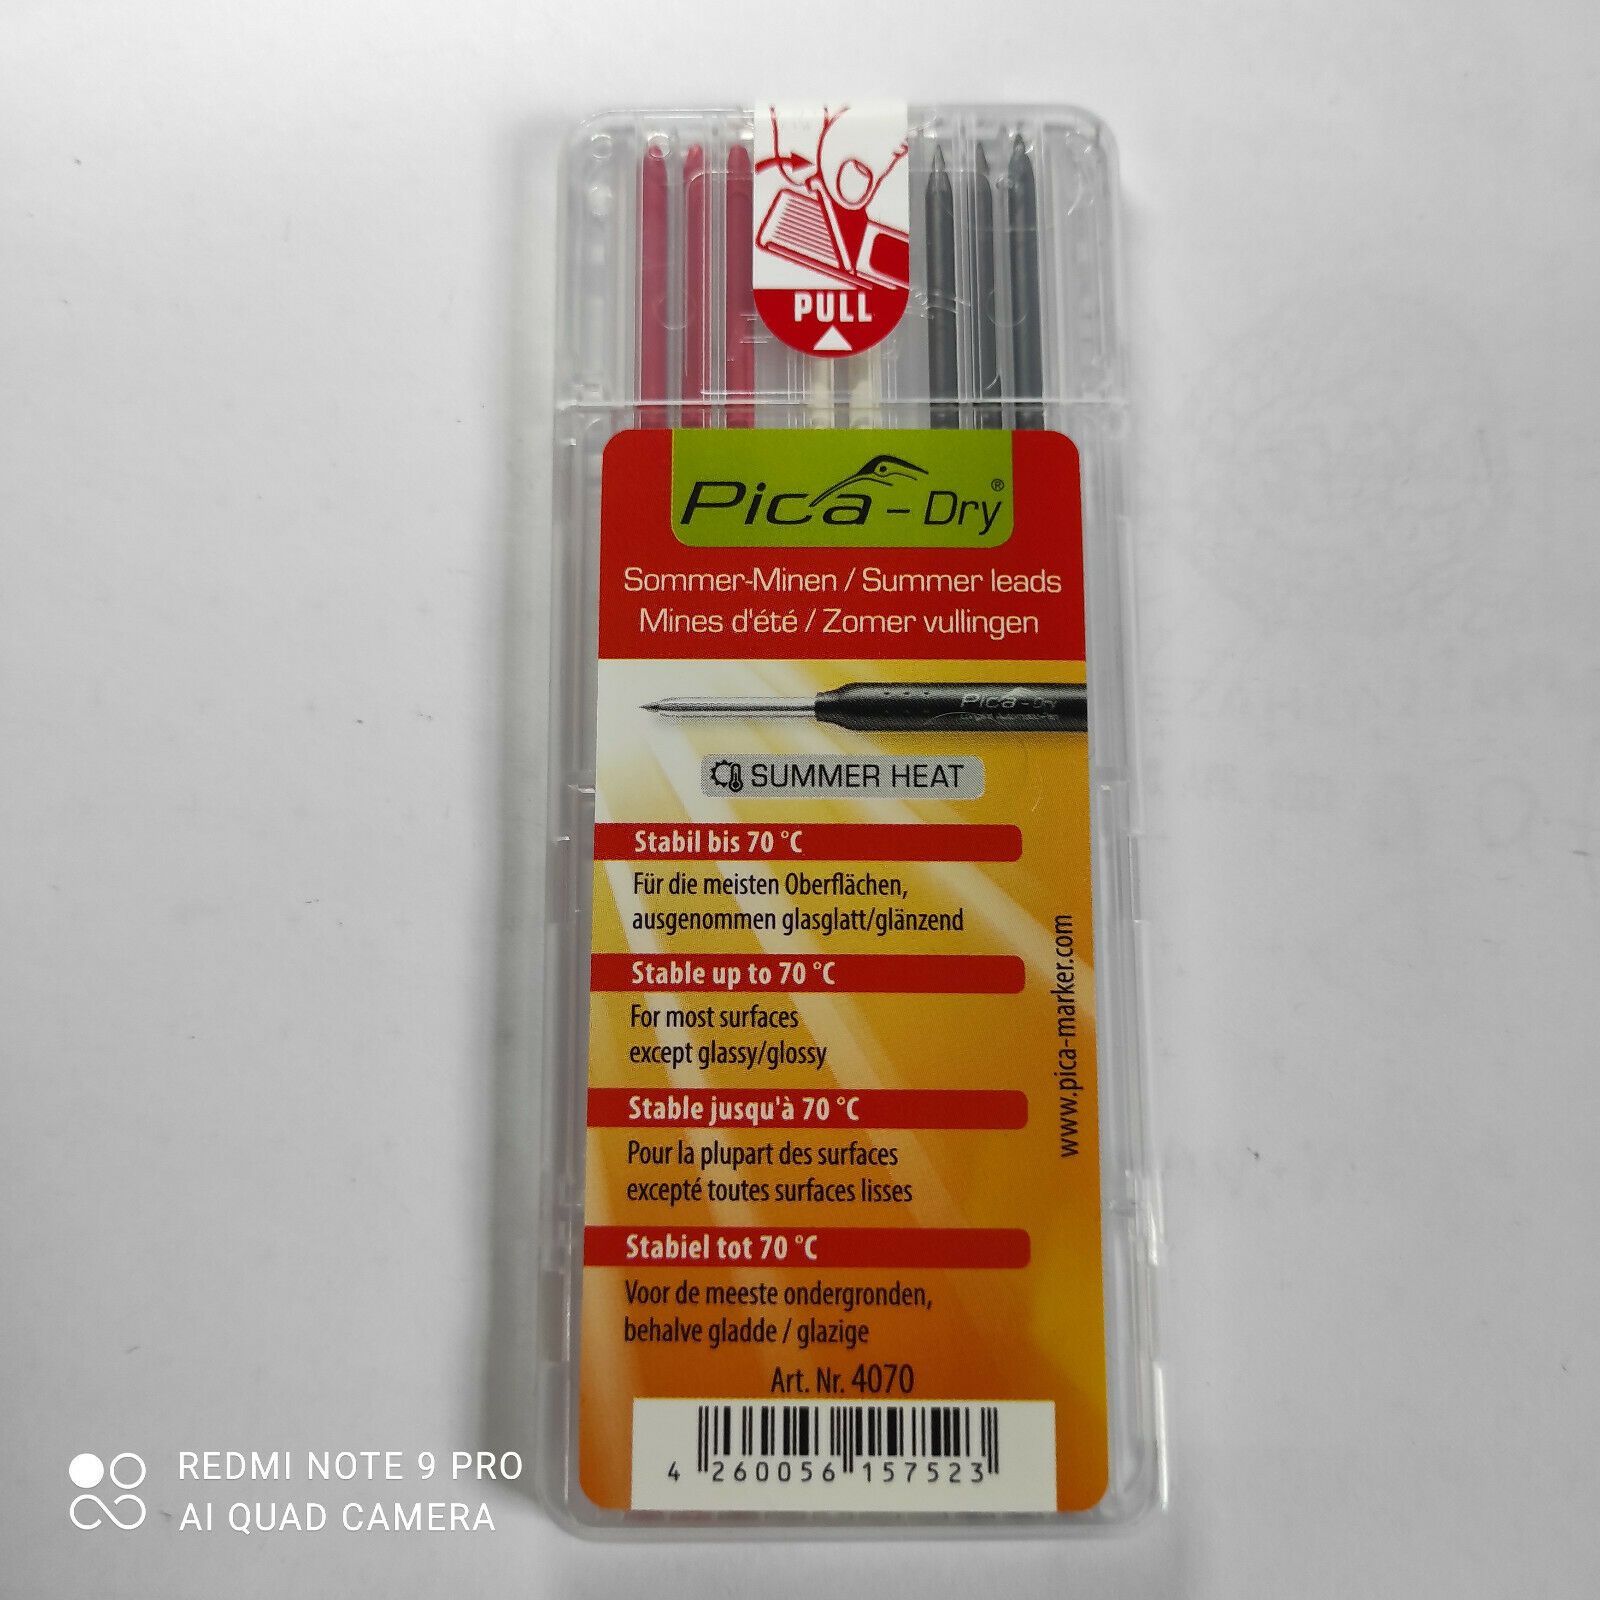 PULL
Pica-Dry®
Sommer-Minen / Summer leads
Mines d'été / Zomer vullingen
Pica-Dry
SUMMER HEAT
Stabil bis 70 °C
Für die meisten Oberflächen,
ausgenommen glasglatt/glänzend
Stable up to 70 °C
For most surfaces
except glassy/glossy
Stable jusqu'à 70 °C
Pour la plupart des surfaces
excepté toutes surfaces lisses
Stabiel tot 70 °C
Voor de meeste ondergronden,
behalve gladde / glazige
Art. Nr. 4070
4 260056 157523
www.pica-marker.com
REDMI NOTE 9 PRO
AI QUAD CAMERA